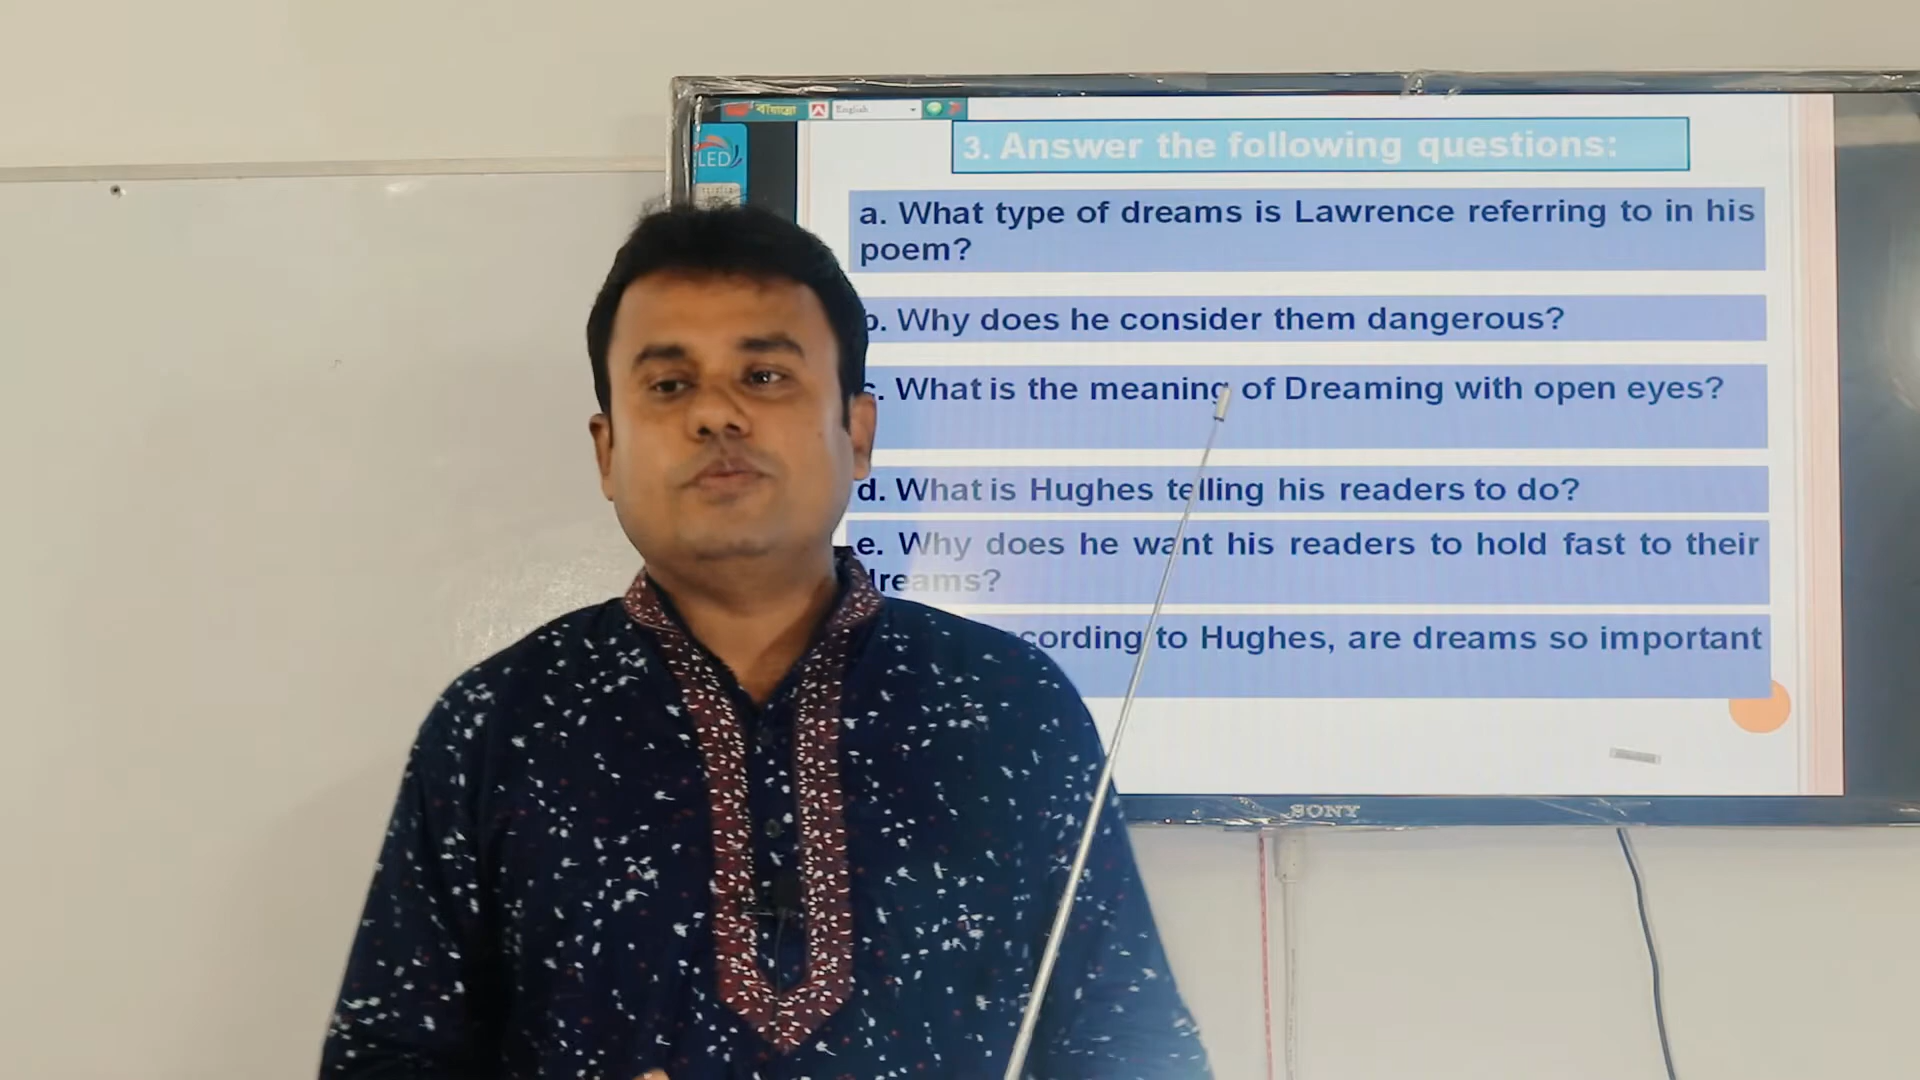 বায়ান্নো
English
LED
3. Answer the following questions:
a. What type of dreams is Lawrence referring to in his
poem?
b. Why does he consider them dangerous?
c. What is the meaning of Dreaming with open eyes?
d. What is Hughes telling his readers to do?
e. Why does he want his readers to hold fast to their
dreams?
to Hughes, are dreams so important
SONY